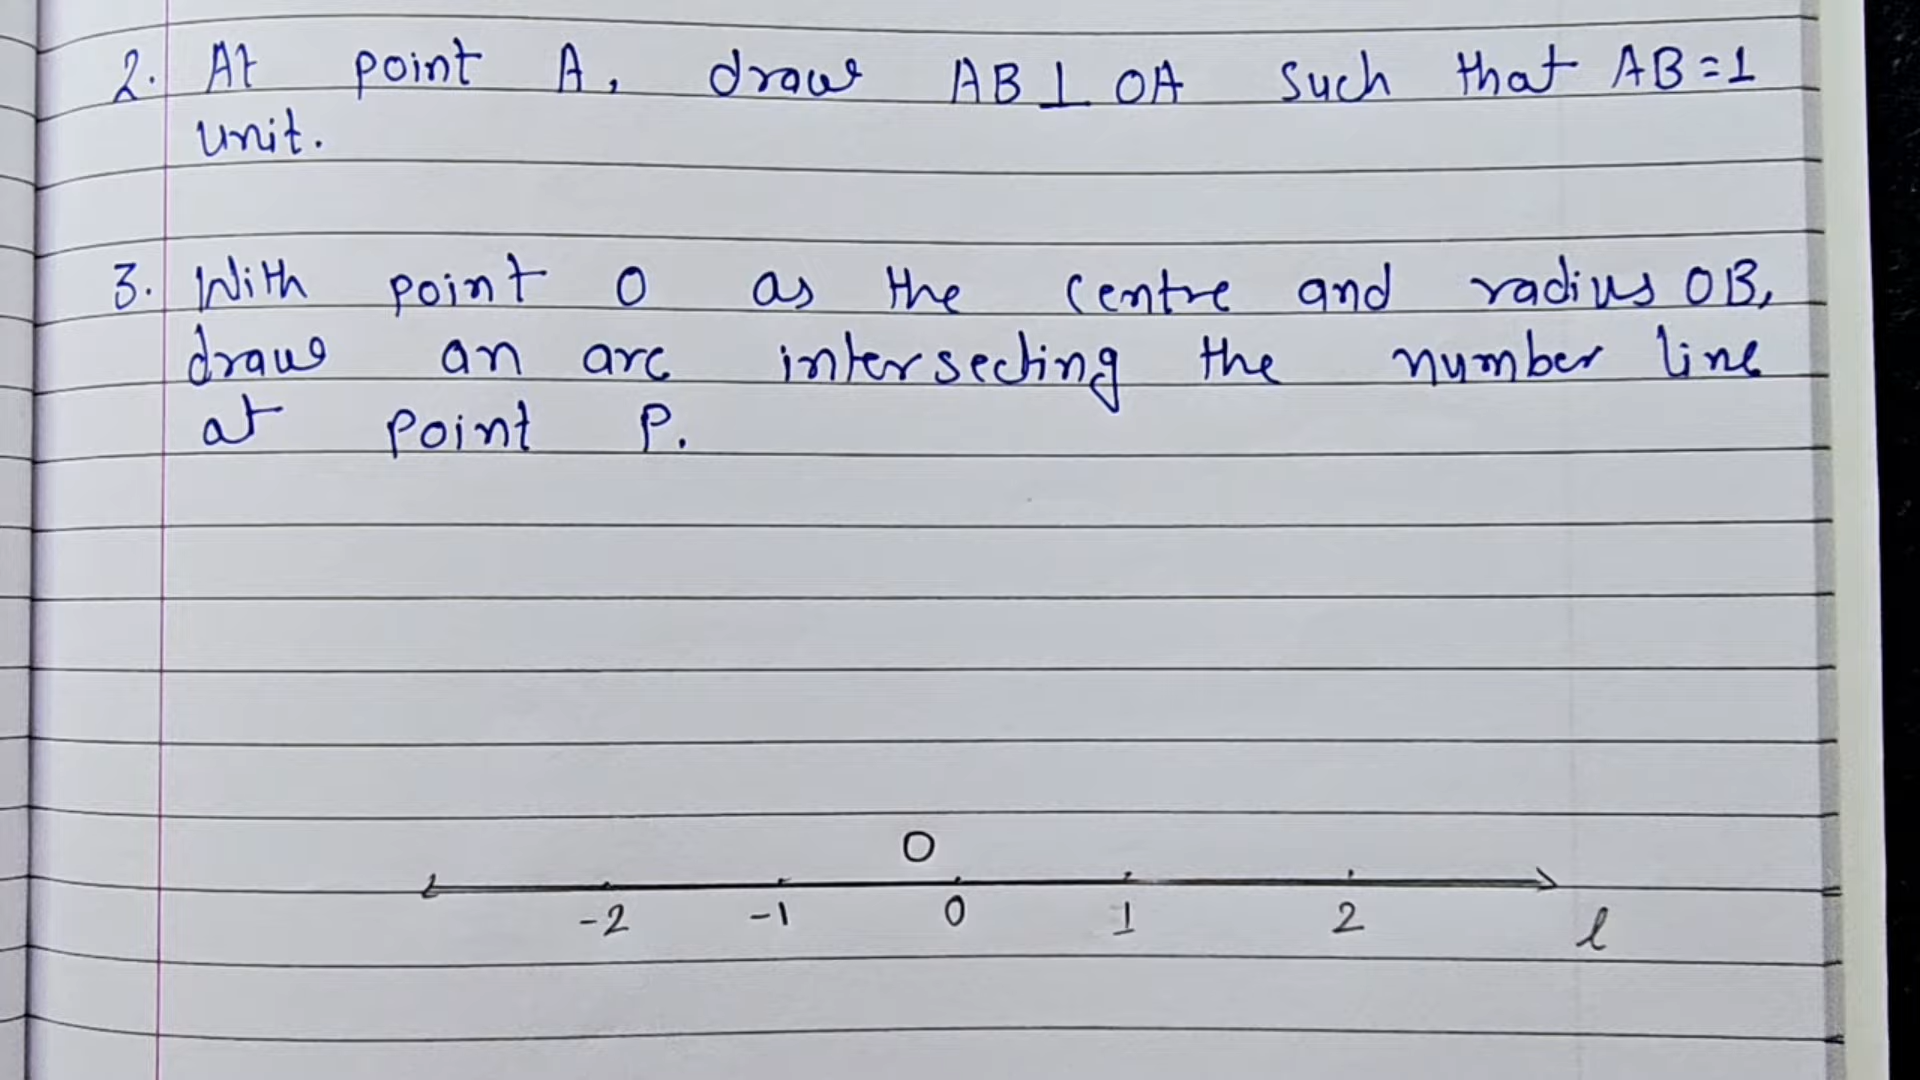 2. At point A, draw AB ⊥ OA such that AB = 1
unit.
3. With point O as the centre and radius OB,
draw an arc intersecting the number line
at point P.
O
-2 -1 0 1 2 l